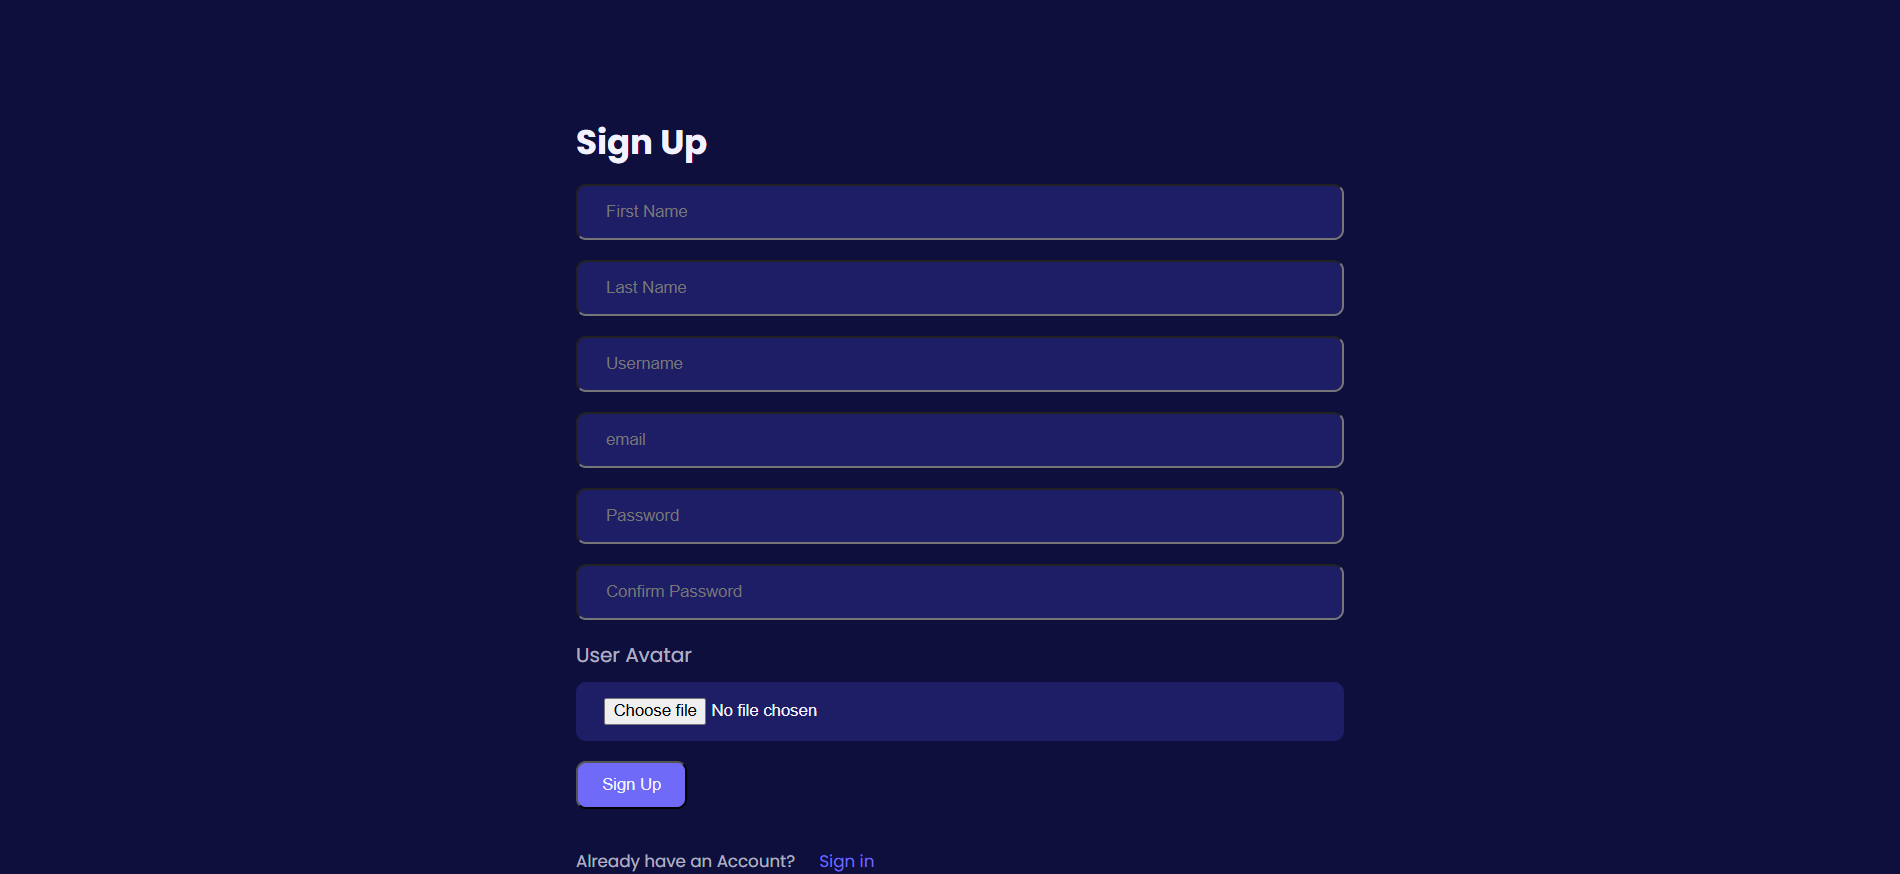 Sign Up
First Name
Last Name
Username
email
Password
Confirm Password
User Avatar
Choose file No file chosen
Sign Up
Already have an Account? Sign in